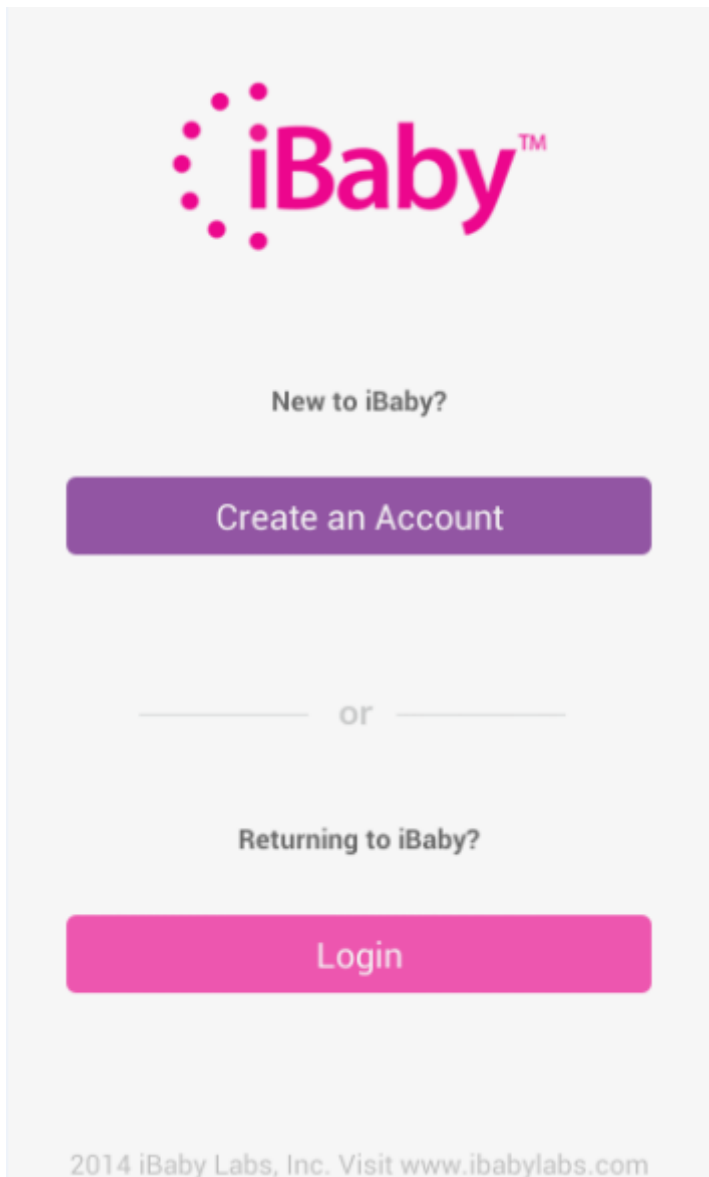 iBaby™
New to iBaby?
Create an Account
or
Returning to iBaby?
Login
2014 iBaby Labs, Inc. Visit www.ibabylabs.com